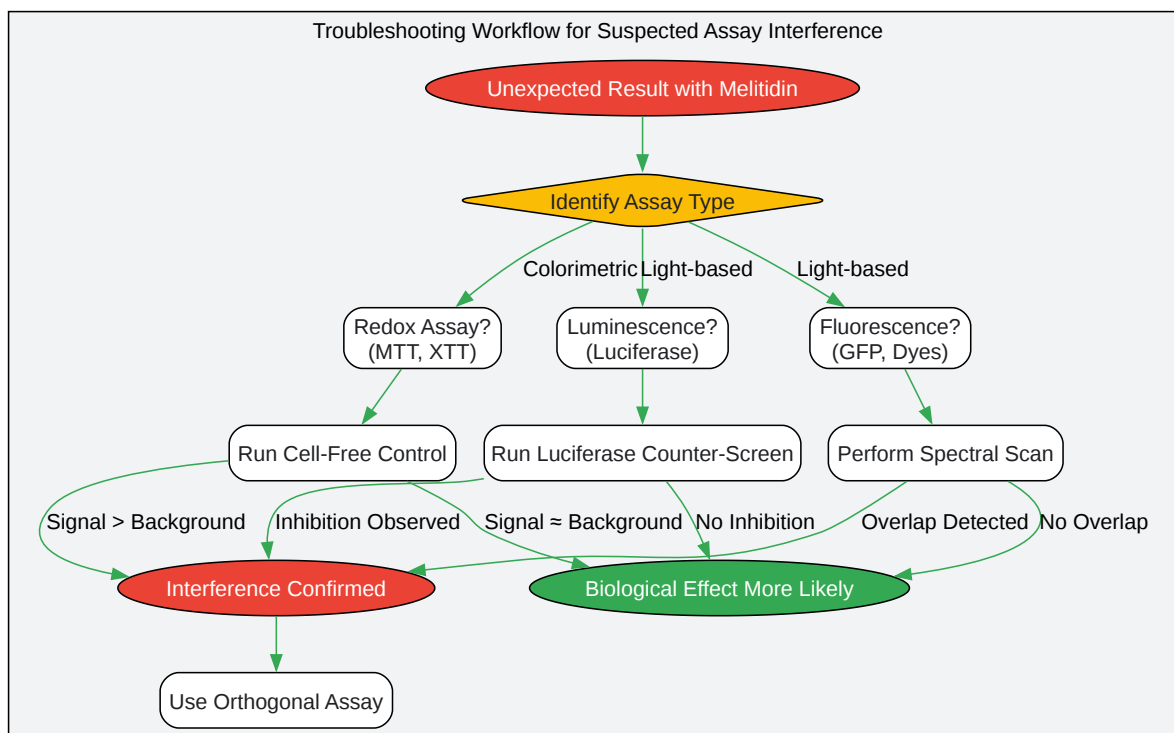 Troubleshooting Workflow for Suspected Assay Interference
Unexpected Result with Melitidin
Identify Assay Type
Colorimetric
Light-based
Light-based
Redox Assay?
(MTT, XTT)
Luminescence?
(Luciferase)
Fluorescence?
(GFP, Dyes)
Run Cell-Free Control
Run Luciferase Counter-Screen
Perform Spectral Scan
Signal > Background
Inhibition Observed
Signal ≈ Background
No Inhibition
Overlap Detected
No Overlap
Interference Confirmed
Biological Effect More Likely
Use Orthogonal Assay